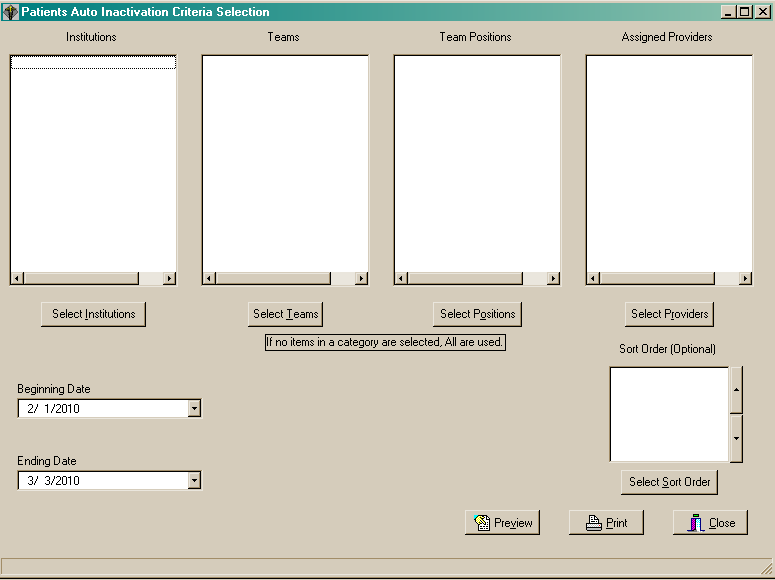 Patients Auto Inactivation Criteria Selection
Institutions Teams Team Positions Assigned Providers
Select Institutions Select Teams Select Positions Select Providers
If no items in a category are selected, All are used.
Sort Order (Optional)
Beginning Date
2/ 1/2010
Ending Date
3/ 3/2010
Select Sort Order
Preview Print Close